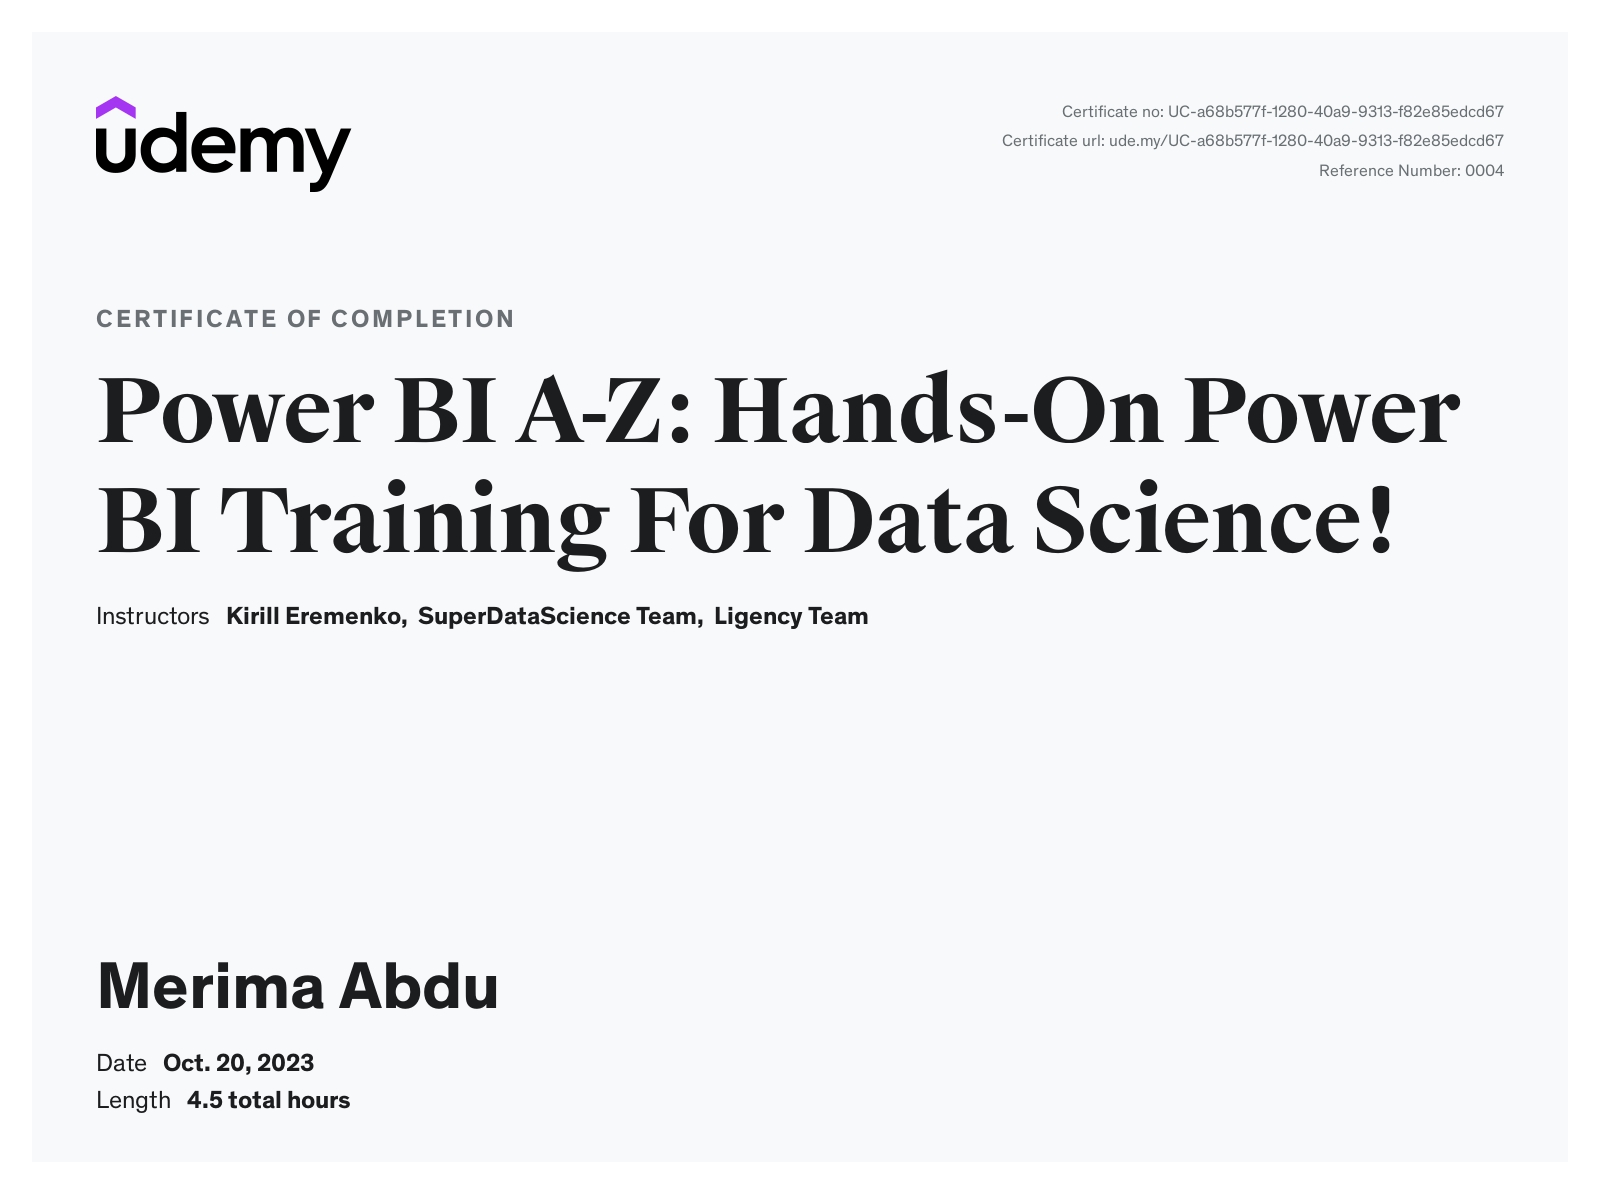 udemy
Certificate no: UC-a68b577f-1280-40a9-9313-f82e85edcd67
Certificate url: ude.my/UC-a68b577f-1280-40a9-9313-f82e85edcd67
Reference Number: 0004
CERTIFICATE OF COMPLETION
Power BI A-Z: Hands-On Power
BI Training For Data Science!
Instructors Kirill Eremenko, SuperDataScience Team, Ligency Team
Merima Abdu
Date Oct. 20, 2023
Length 4.5 total hours